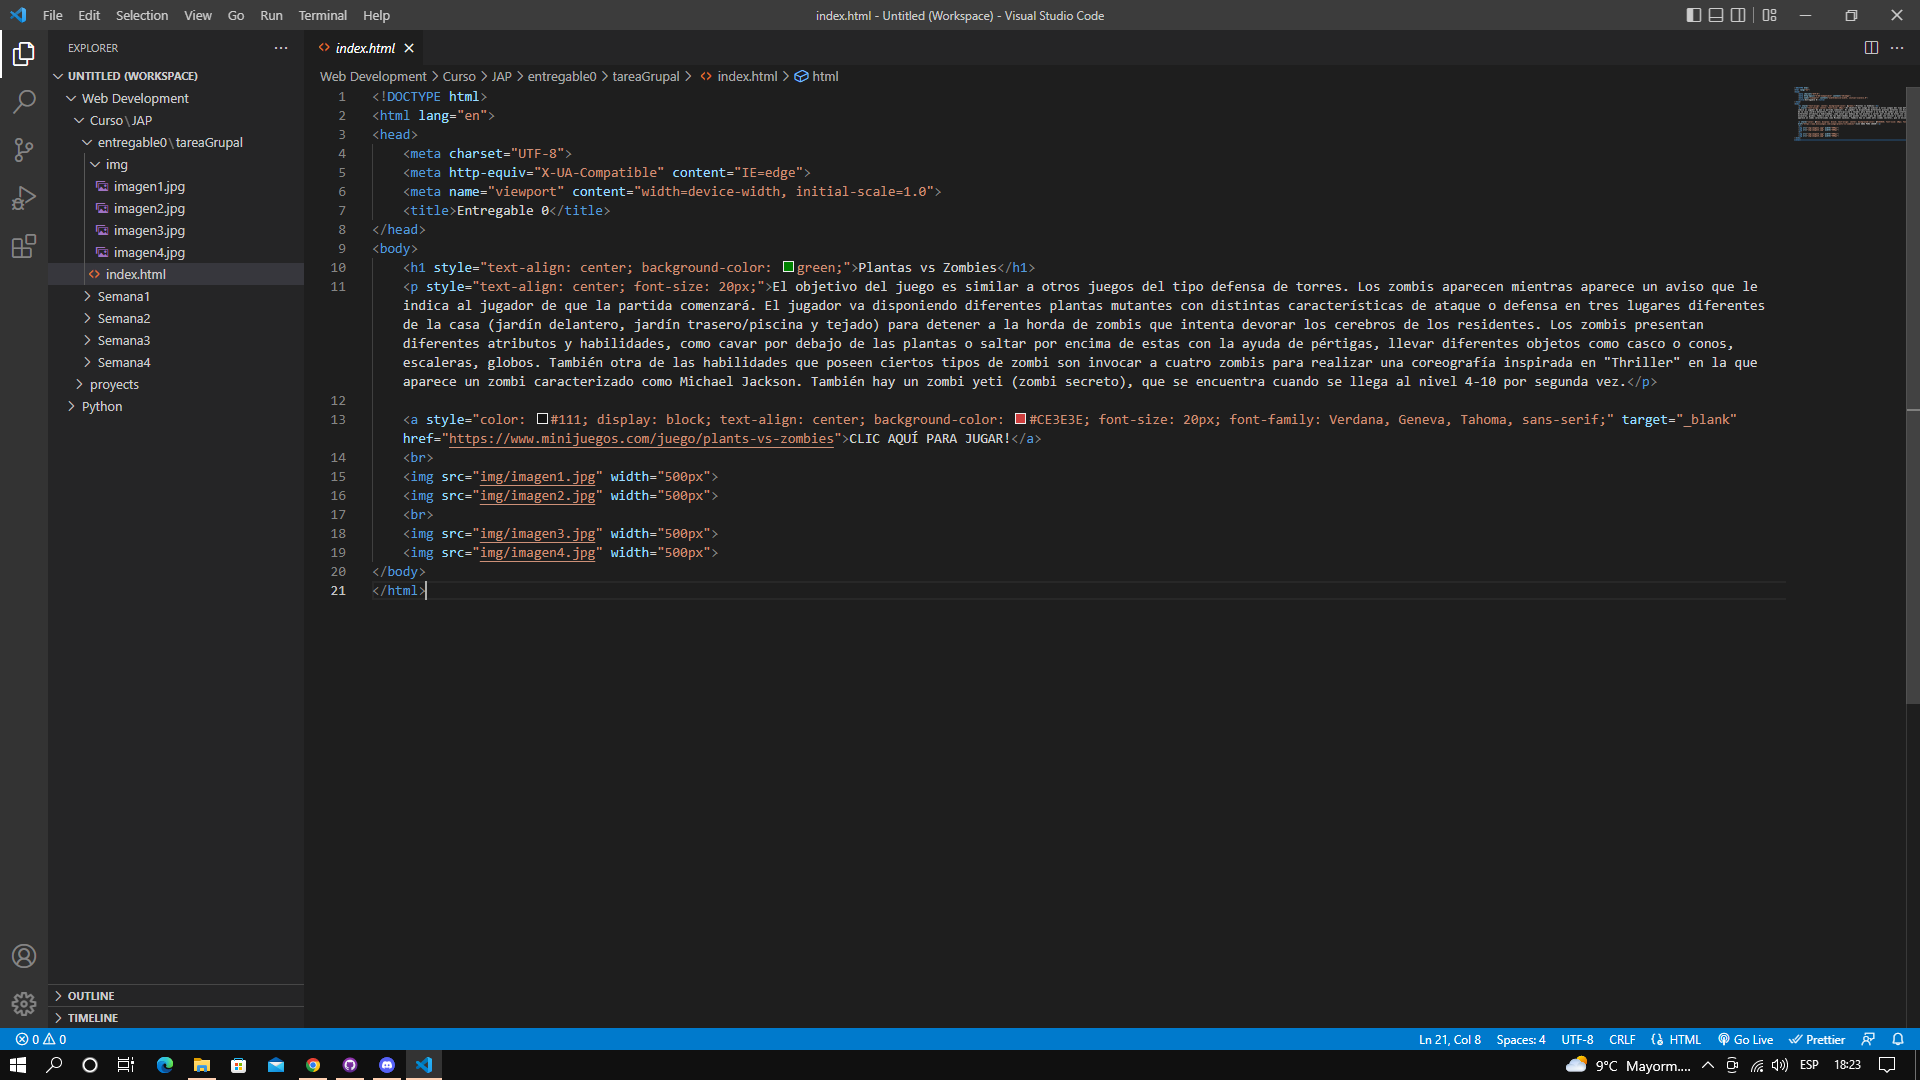 File Edit Selection View Go Run Terminal Help
index.html - Untitled (Workspace) - Visual Studio Code
EXPLORER
UNTITLED (WORKSPACE)
Web Development
Curso\JAP
entregable0\tareaGrupal
img
imagen1.jpg
imagen2.jpg
imagen3.jpg
imagen4.jpg
index.html
Semana1
Semana2
Semana3
Semana4
proyects
Python
OUTLINE
TIMELINE
index.html
Web Development > Curso > JAP > entregable0 > tareaGrupal > index.html > html
1 <!DOCTYPE html>
2 <html lang="en">
3 <head>
4 <meta charset="UTF-8">
5 <meta http-equiv="X-UA-Compatible" content="IE=edge">
6 <meta name="viewport" content="width=device-width, initial-scale=1.0">
7 <title>Entregable 0</title>
8 </head>
9 <body>
10 <h1 style="text-align: center; background-color: green;">Plantas vs Zombies</h1>
11 <p style="text-align: center; font-size: 20px;">El objetivo del juego es similar a otros juegos del tipo defensa de torres. Los zombis aparecen mientras aparece un aviso que le
indica al jugador de que la partida comenzará. El jugador va disponiendo diferentes plantas mutantes con distintas características de ataque o defensa en tres lugares diferentes
de la casa (jardín delantero, jardín trasero/piscina y tejado) para detener a la horda de zombis que intenta devorar los cerebros de los residentes. Los zombis presentan
diferentes atributos y habilidades, como cavar por debajo de las plantas o saltar por encima de estas con la ayuda de pértigas, llevar diferentes objetos como casco o conos,
escaleras, globos. También otra de las habilidades que poseen ciertos tipos de zombi son invocar a cuatro zombis para realizar una coreografía inspirada en "Thriller" en la que
aparece un zombi caracterizado como Michael Jackson. También hay un zombi yeti (zombi secreto), que se encuentra cuando se llega al nivel 4-10 por segunda vez.</p>
12
13 <a style="color: #111; display: block; text-align: center; background-color: #CE3E3E; font-size: 20px; font-family: Verdana, Geneva, Tahoma, sans-serif;" target="_blank"
href="https://www.minijuegos.com/juego/plants-vs-zombies">CLIC AQUÍ PARA JUGAR!</a>
14 <br>
15 <img src="img/imagen1.jpg" width="500px">
16 <img src="img/imagen2.jpg" width="500px">
17 <br>
18 <img src="img/imagen3.jpg" width="500px">
19 <img src="img/imagen4.jpg" width="500px">
20 </body>
21 </html>
0 0
Ln 21, Col 8 Spaces: 4 UTF-8 CRLF HTML Go Live Prettier
9°C Mayorm.... ESP 18:23